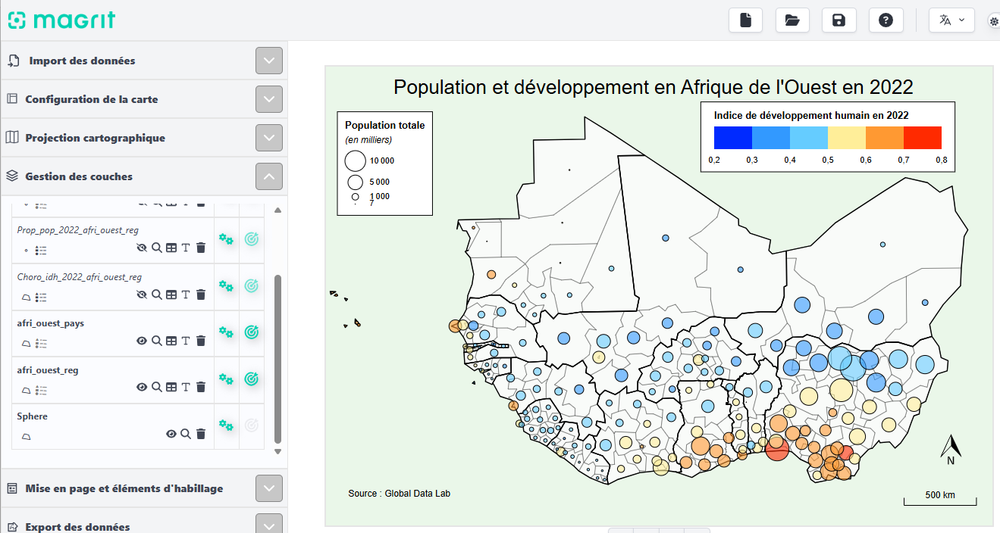 magrit
Import des données
Configuration de la carte
Projection cartographique
Gestion des couches
Prop_pop_2022_afri_ouest_reg
Choro_idh_2022_afri_ouest_reg
afri_ouest_pays
afri_ouest_reg
Sphere
Mise en page et éléments d'habillage
Export des données
Population et développement en Afrique de l'Ouest en 2022
Population totale
(en milliers)
10 000
5 000
1 000
7
Indice de développement humain en 2022
0,2 0,3 0,4 0,5 0,6 0,7 0,8
N
Source : Global Data Lab
500 km